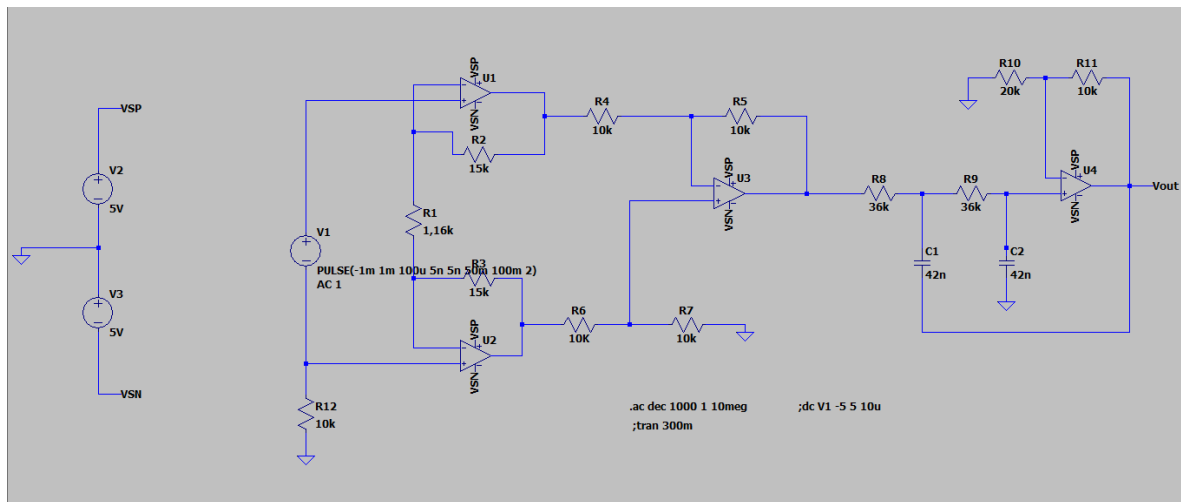 VSP
V2
5V
V3
5V
VSN
V1
PULSE(-1m 1m 100u 5n 5n 50m 100m 2)
AC 1
R12
10k
VSP
U1
VSN
R2
15k
R1
1,16k
R3
15k
VSP
U2
VSN
R4
10k
R5
10k
VSP
U3
VSN
R6
10K
R7
10k
R8
36k
R9
36k
C1
42n
C2
42n
R10
20k
R11
10k
VSP
U4
VSN
Vout
.ac dec 1000 1 10meg
;dc V1 -5 5 10u
;tran 300m